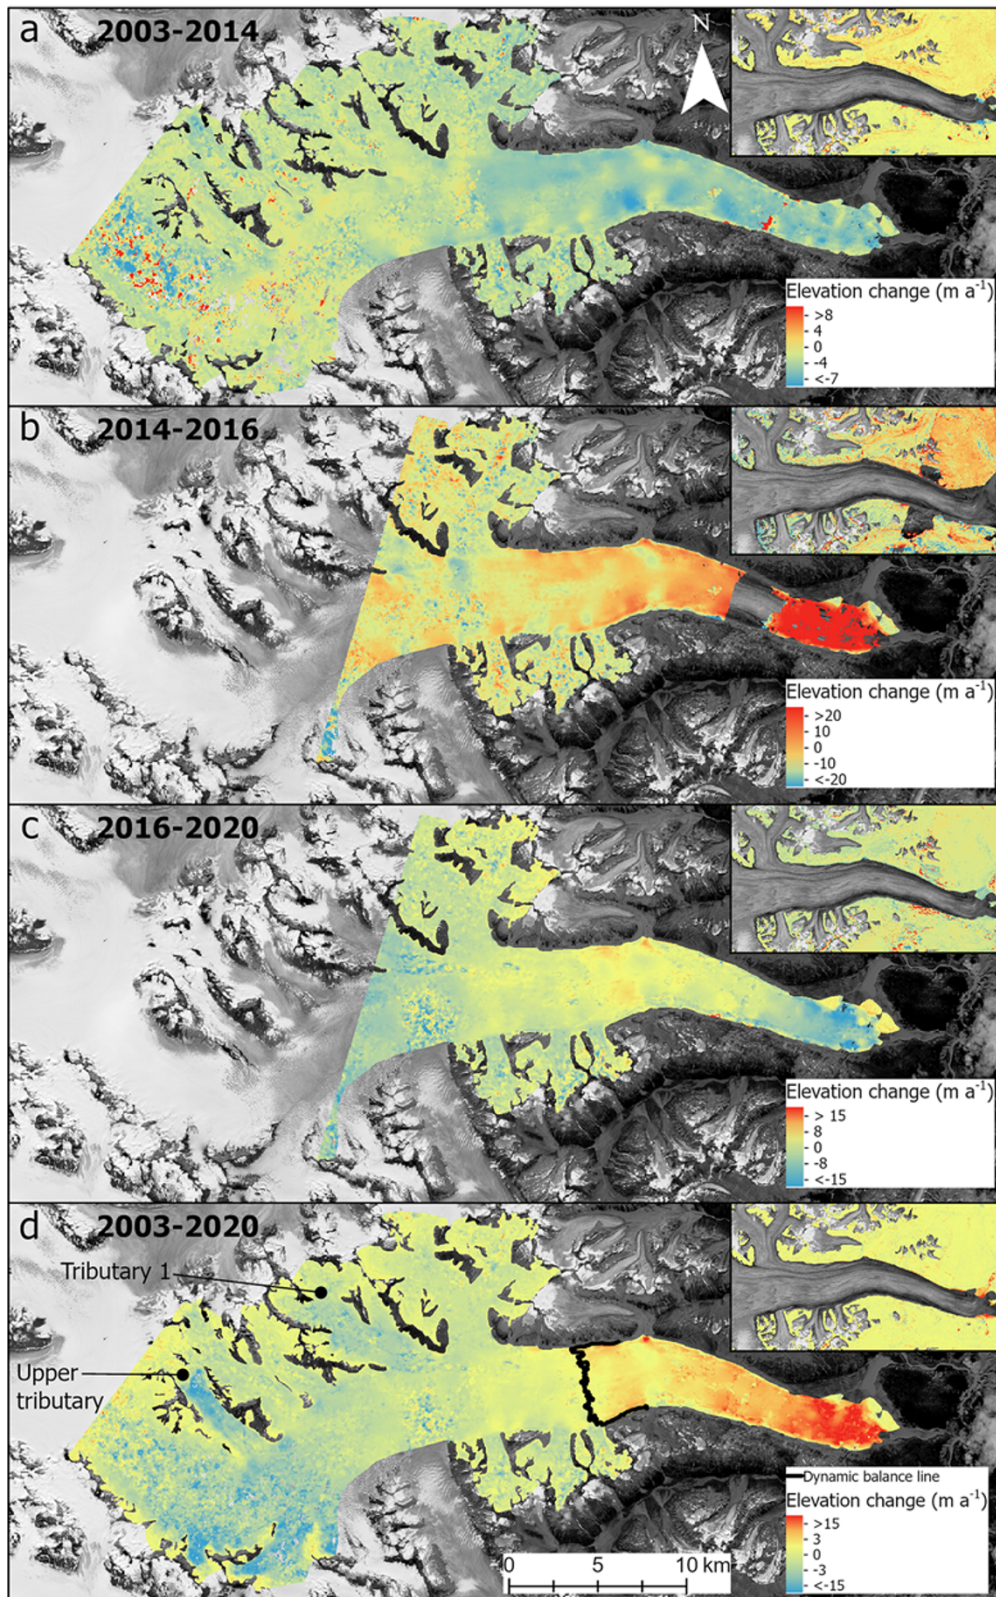 a 2003-2014
N
Elevation change (m a⁻¹)
>8
4
0
-4
<-7
b 2014-2016
Elevation change (m a⁻¹)
>20
10
0
-10
<-20
c 2016-2020
Elevation change (m a⁻¹)
> 15
8
0
-8
<-15
d 2003-2020
Tributary 1
Upper
tributary
Dynamic balance line
Elevation change (m a⁻¹)
>15
3
0
-3
<-15
0 5 10 km